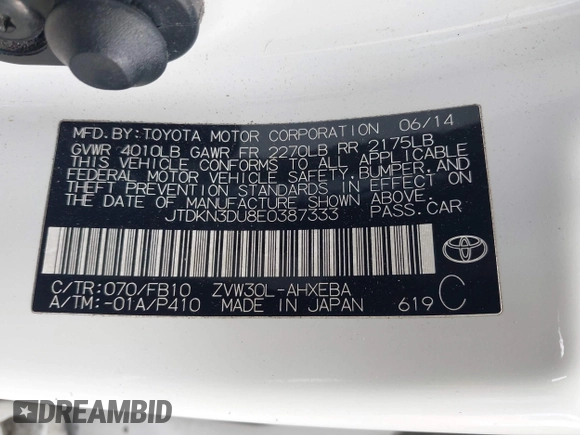 MFD. BY: TOYOTA MOTOR CORPORATION 06/14
GVWR 4010LB GAWR FR 2270LB RR 2175LB
THIS VEHICLE CONFORMS TO ALL APPLICABLE
FEDERAL MOTOR VEHICLE SAFETY, BUMPER, AND
THEFT PREVENTION STANDARDS IN EFFECT ON
THE DATE OF MANUFACTURE SHOWN ABOVE.
JTDKN3DU8E0387333 PASS. CAR
C/TR: 070/FB10 ZVW30L-AHXEBA
A/TM: -01A/P410 MADE IN JAPAN 619 C
DREAMBID